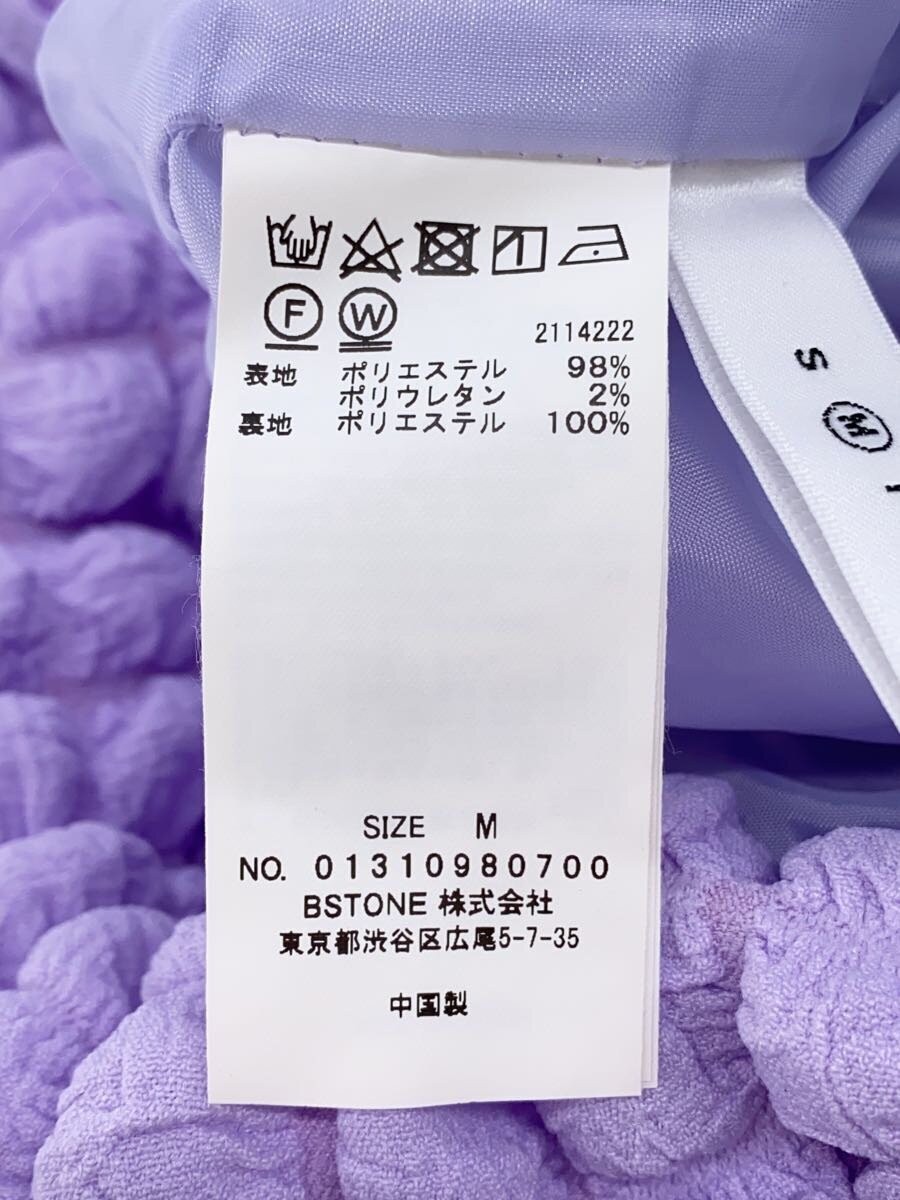 F W
2114222
表地 ポリエステル 98%
ポリウレタン 2%
裏地 ポリエステル 100%
SIZE M
NO. 01310980700
BSTONE 株式会社
東京都渋谷区広尾5-7-35
中国製
S
M